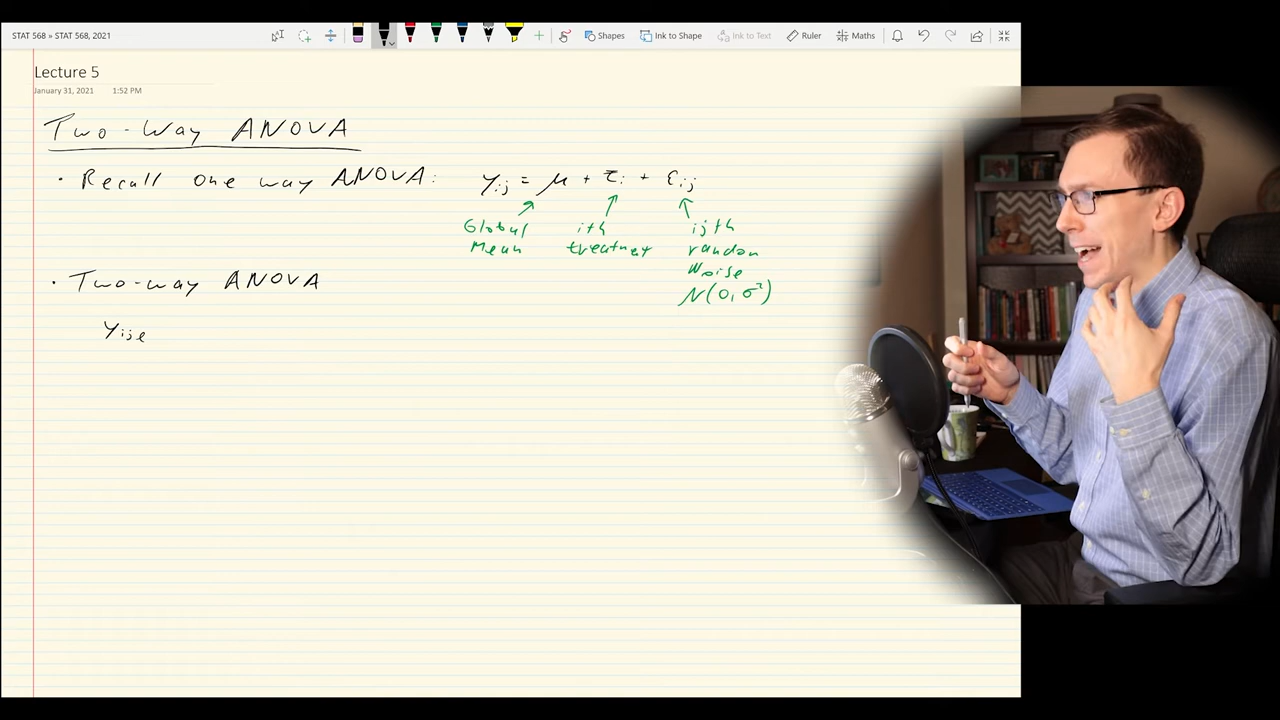 STAT 568 » STAT 568, 2021
Shapes
Ink to Shape
Ink to Text
Ruler
Maths
Lecture 5
January 31, 2021 1:52 PM
Two-Way ANOVA
· Recall one way ANOVA: yij = μ + τi + εij
Global Mean
ith treatment
ijth random Noise N(0, σ²)
· Two-way ANOVA
yijℓ